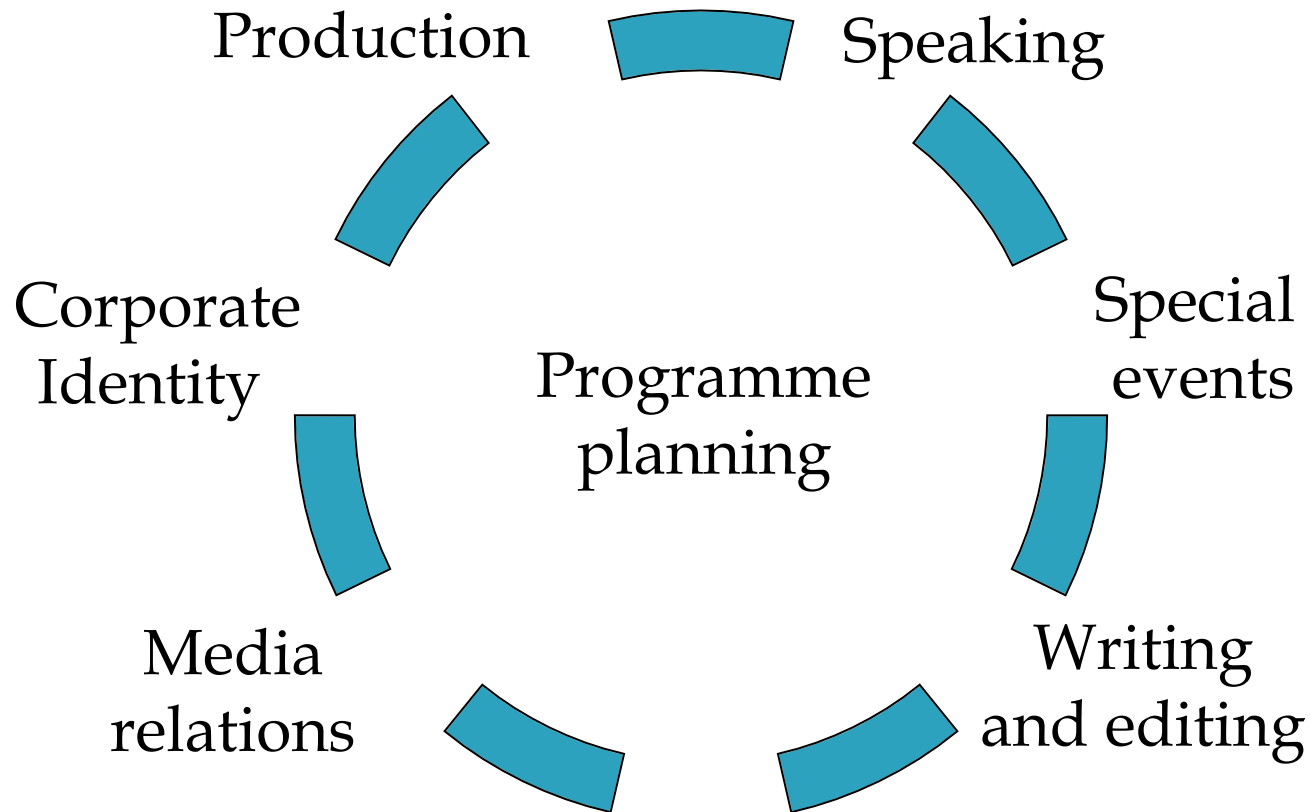 Production
Speaking
Corporate
Identity
Special
events
Programme
planning
Media
relations
Writing
and editing